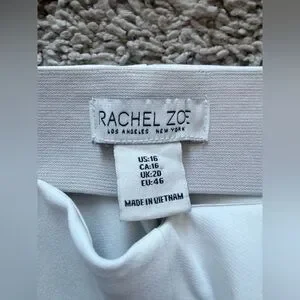 RACHEL ZOE
LOS ANGELES NEW YORK
US:16
CA:16
UK:20
EU:46
MADE IN VIETNAM